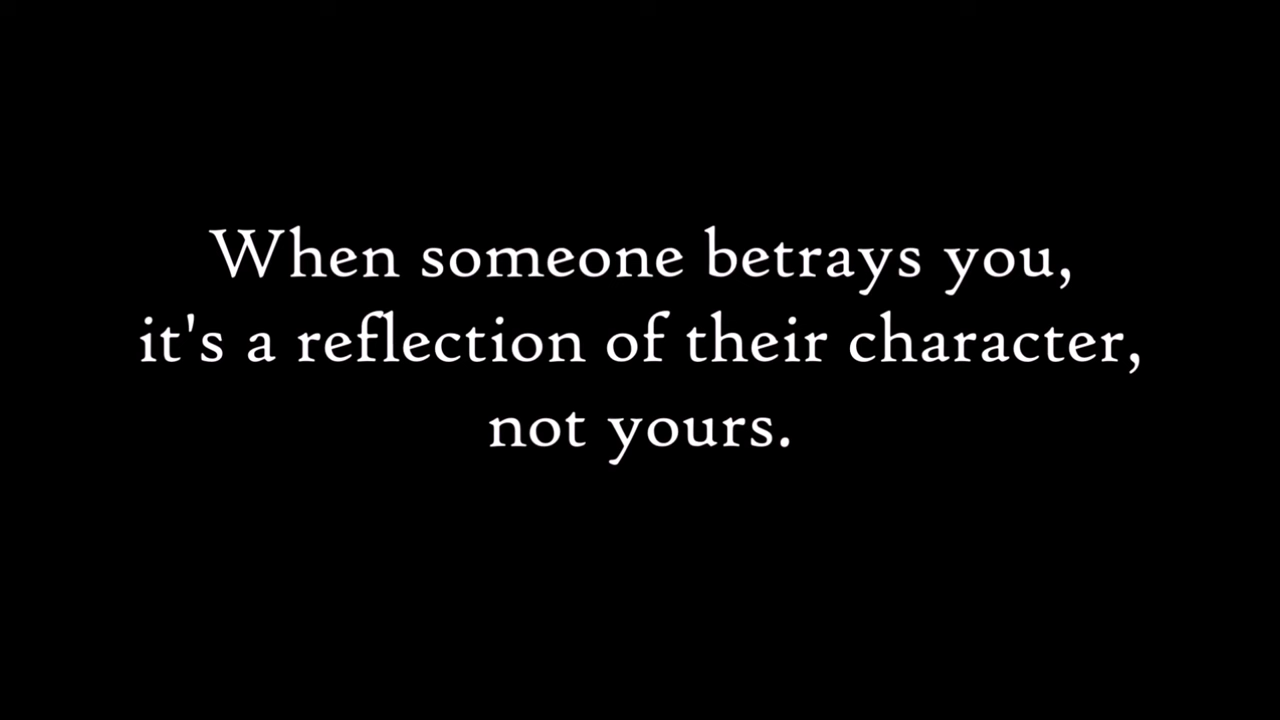 When someone betrays you,
it's a reflection of their character,
not yours.